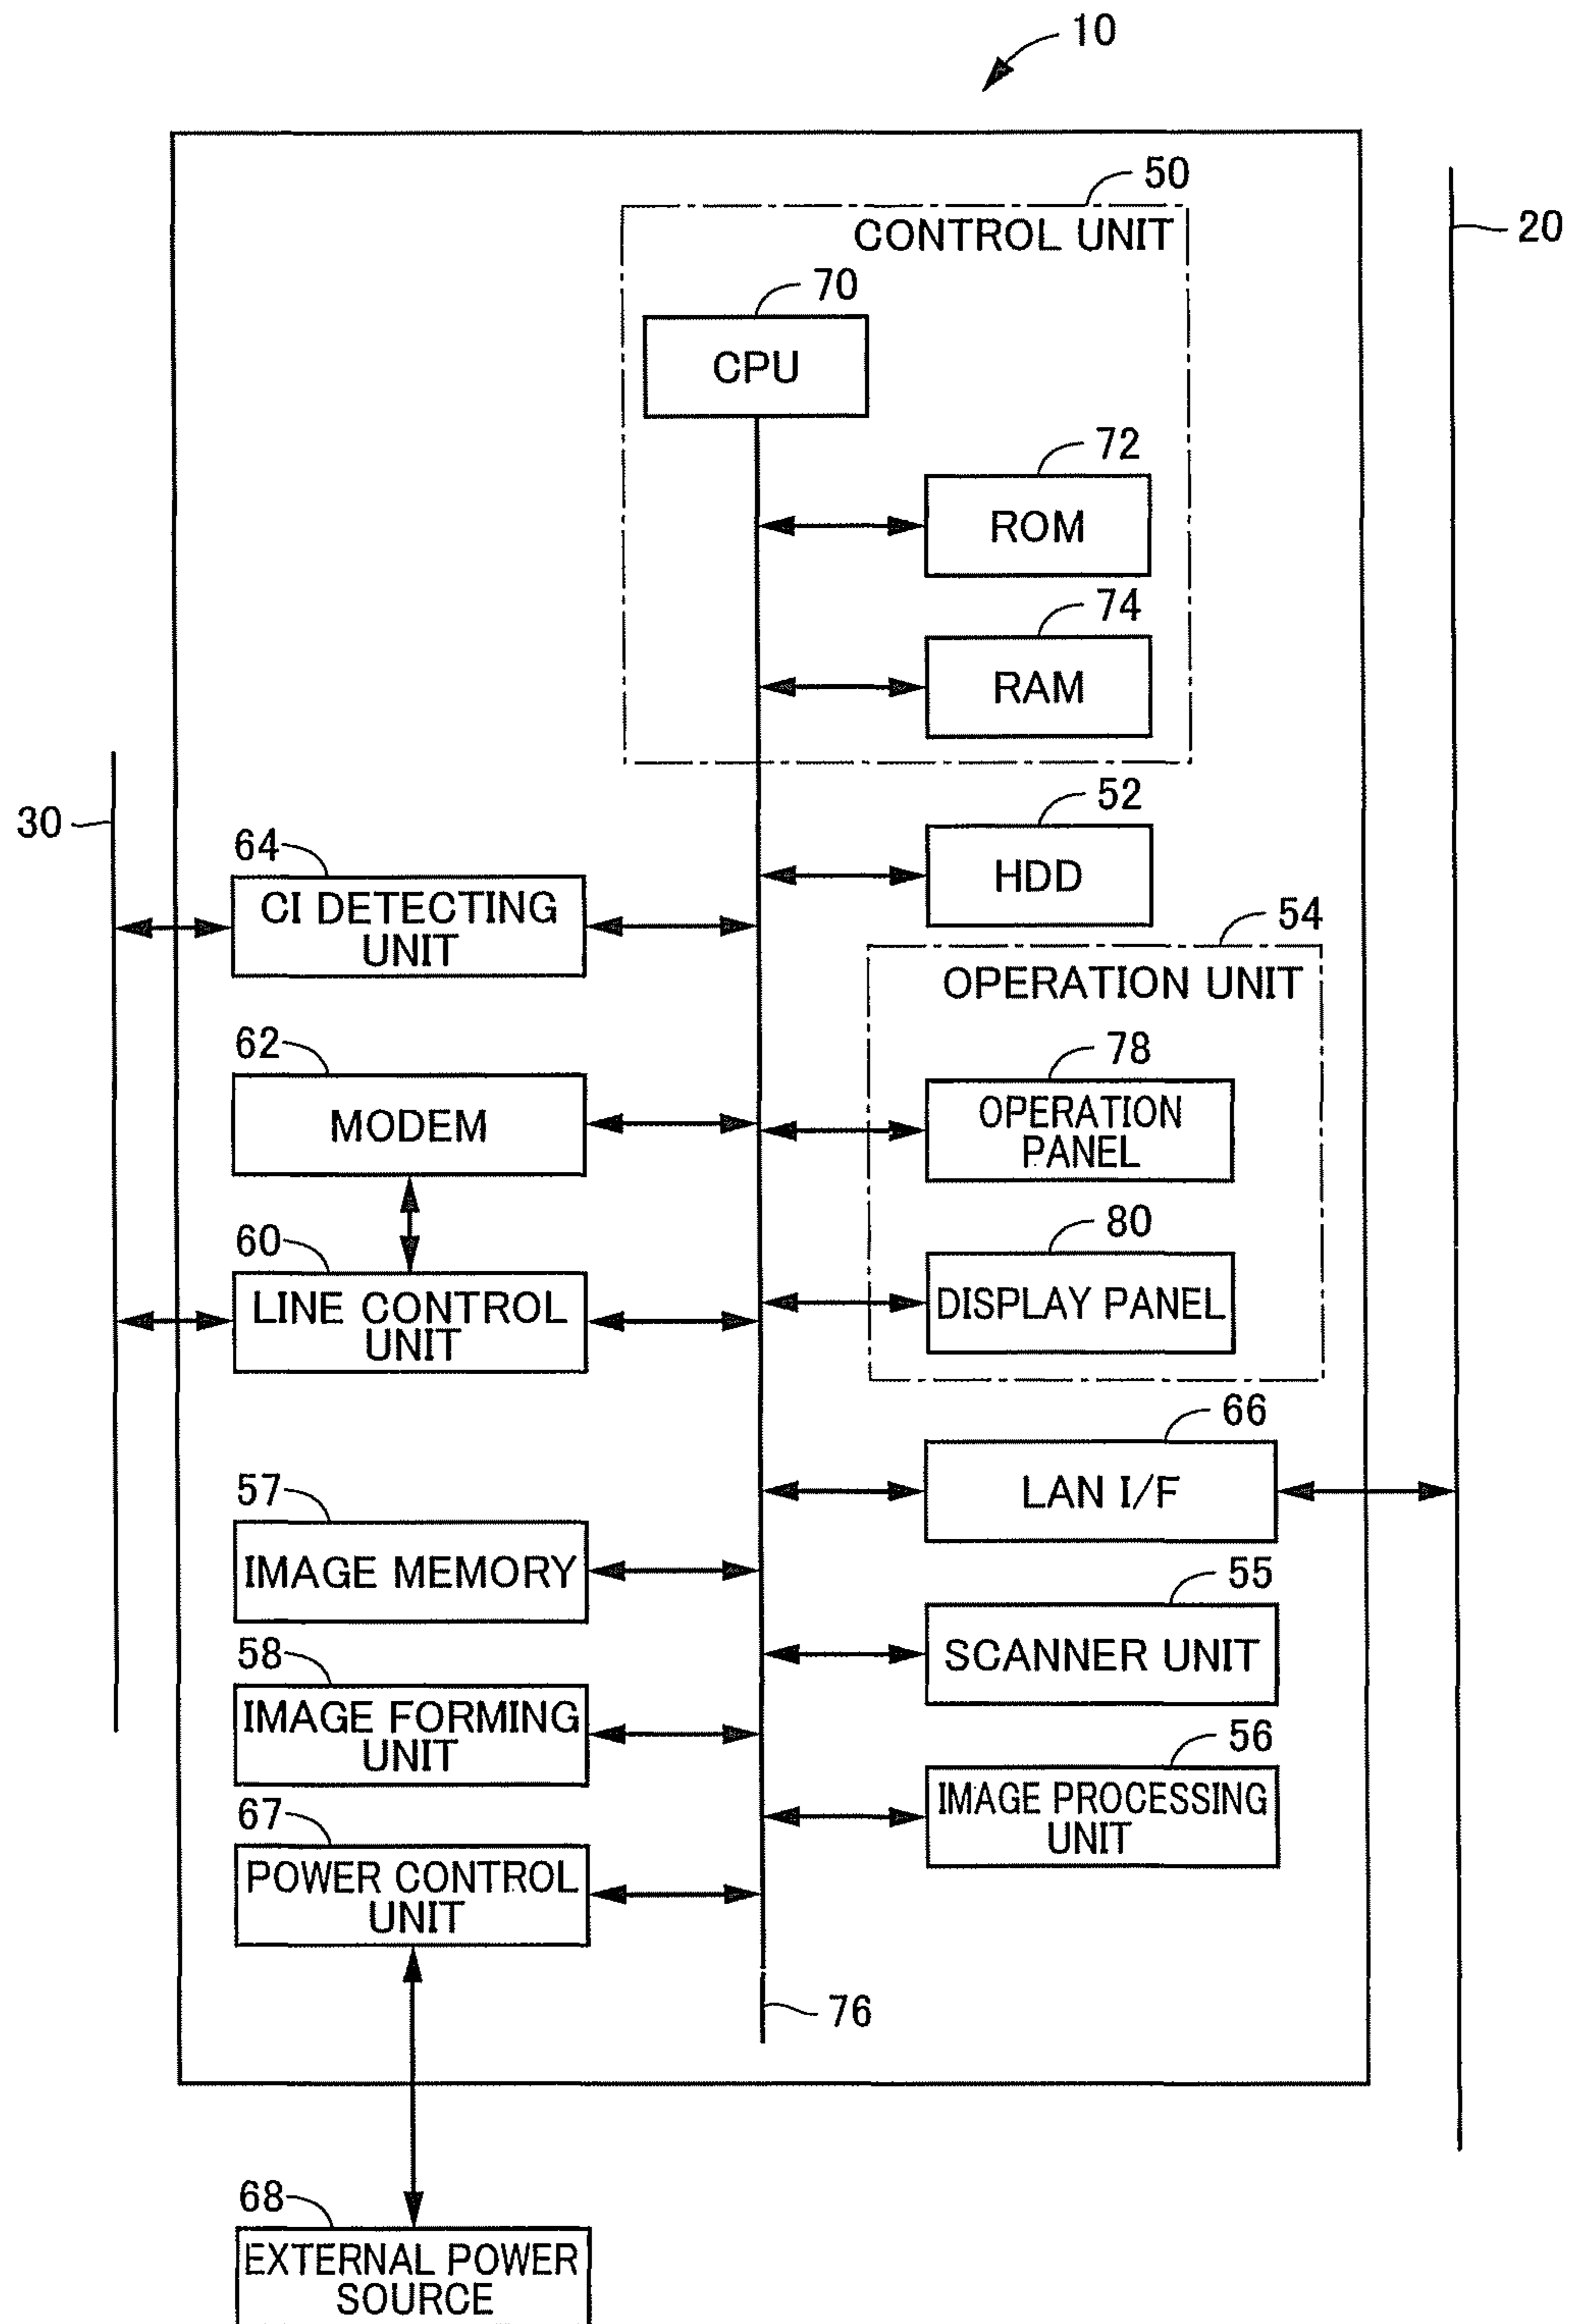 10
50
CONTROL UNIT
20
70
CPU
72
ROM
74
RAM
52
HDD
30
64
CI DETECTING
UNIT
54
OPERATION UNIT
62
MODEM
78
OPERATION
PANEL
60
LINE CONTROL
UNIT
80
DISPLAY PANEL
66
LAN I/F
57
IMAGE MEMORY
55
SCANNER UNIT
58
IMAGE FORMING
UNIT
56
IMAGE PROCESSING
UNIT
67
POWER CONTROL
UNIT
76
68
EXTERNAL POWER
SOURCE